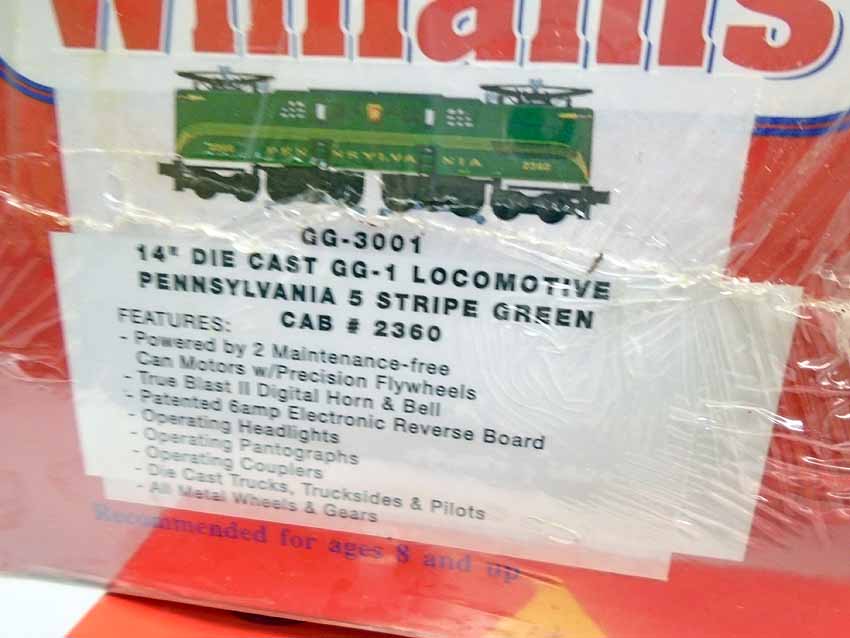 Williams
PENNSYLVANIA 2360
GG-3001
14" DIE CAST GG-1 LOCOMOTIVE
PENNSYLVANIA 5 STRIPE GREEN
CAB # 2360
FEATURES:
- Powered by 2 Maintenance-free
Can Motors w/Precision Flywheels
- True Blast II Digital Horn & Bell
- Patented 6amp Electronic Reverse Board
- Operating Headlights
- Operating Pantographs
- Operating Couplers
- Die Cast Trucks, Trucksides & Pilots
- All Metal Wheels & Gears
Recommended for ages 8 and up